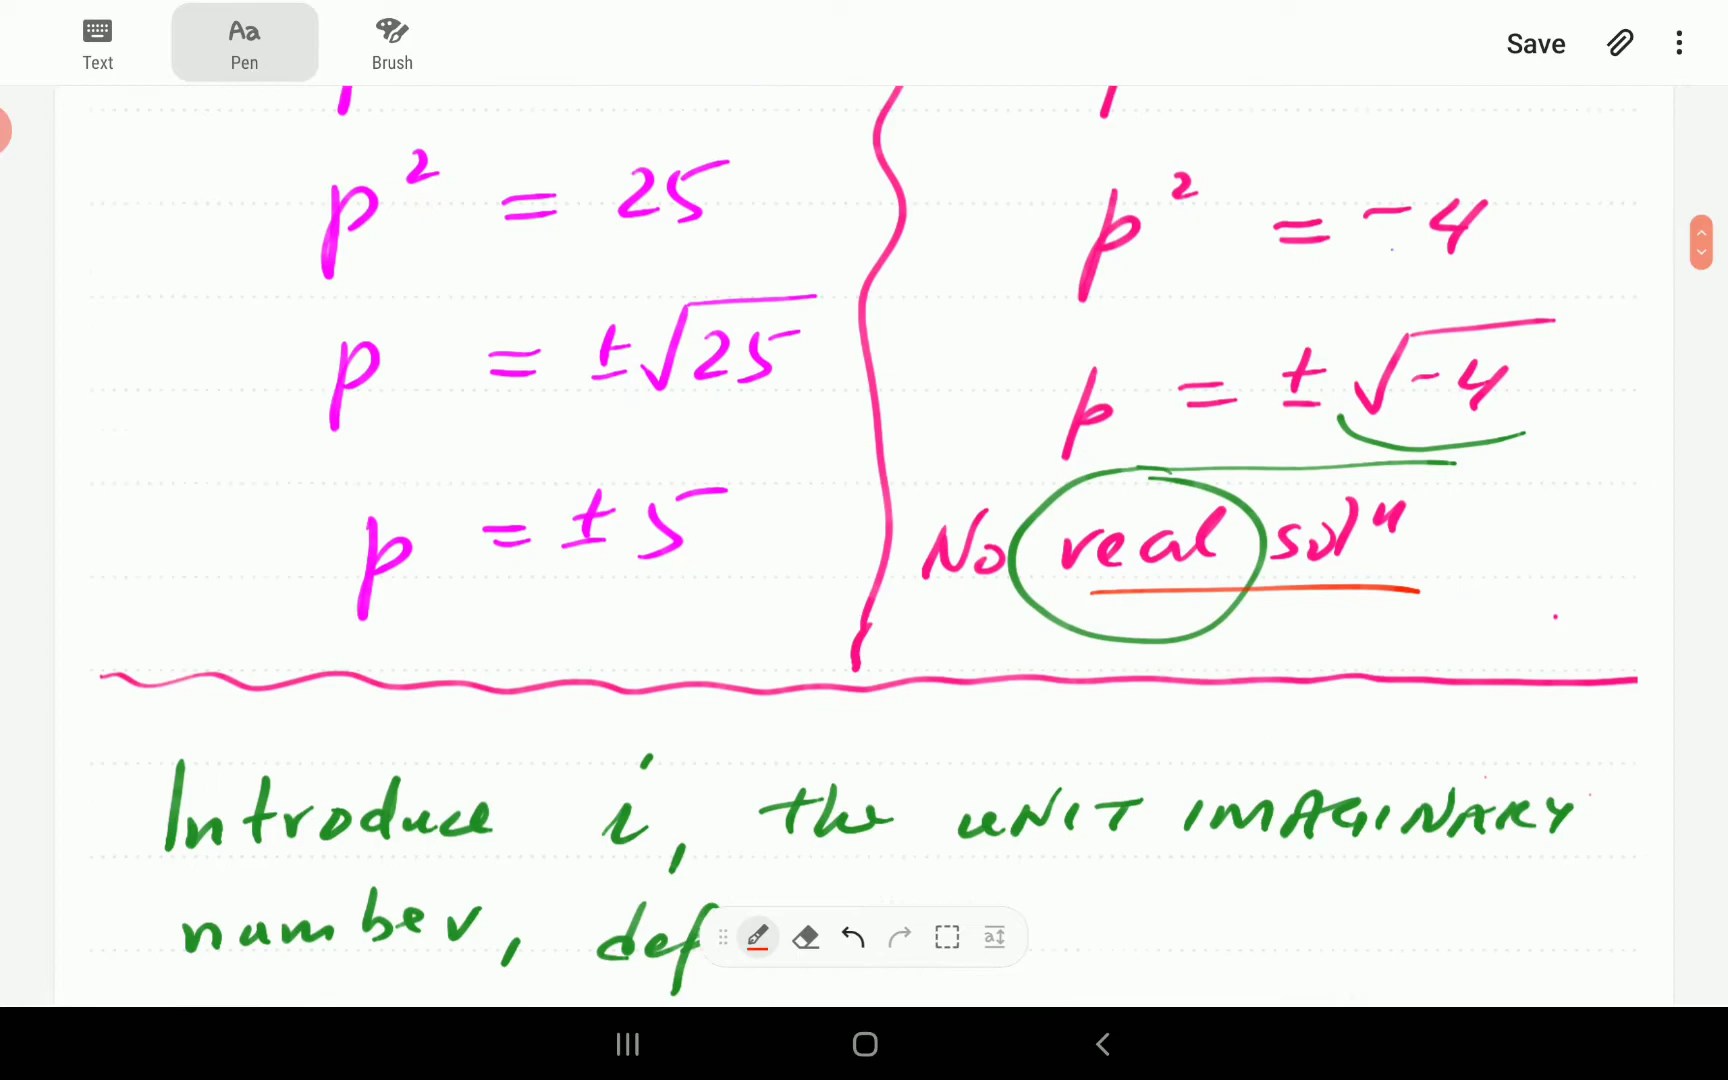 Text
Pen
Brush
Save
p² = 25
p = ±√25
p = ±5
p² = -4
p = ±√-4
No real solⁿ
Introduce i, the UNIT IMAGINARY
number, def